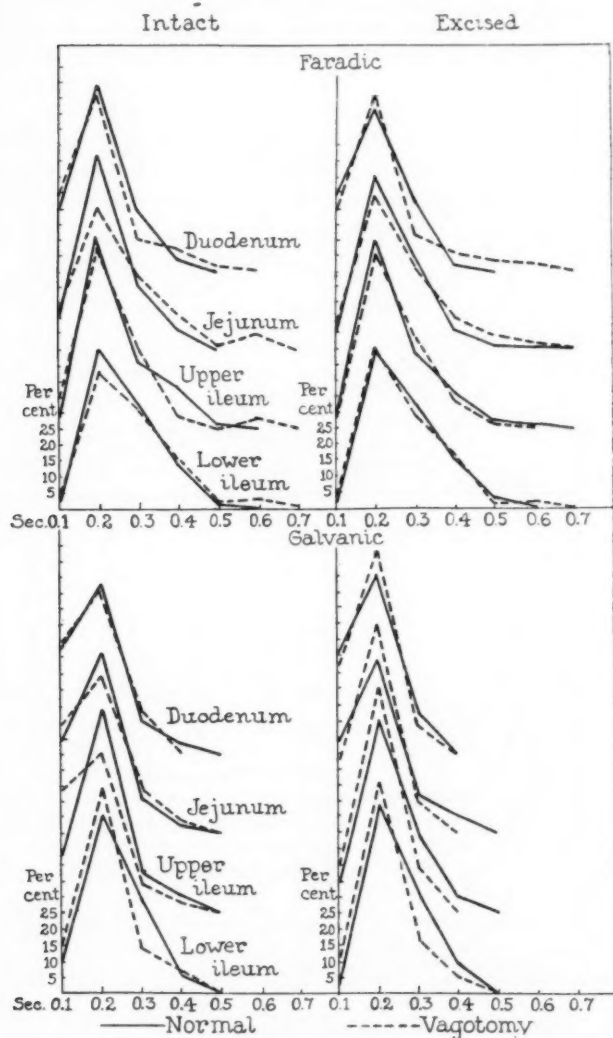 Intact Excised
Faradic
Duodenum
Jejunum
Upper
ileum
Per
cent
25
20
15
10
5
Lower
ileum
Sec. 0.1 0.2 0.3 0.4 0.5 0.6 0.7 0.1 0.2 0.3 0.4 0.5 0.6 0.7
Galvanic
Duodenum
Jejunum
Upper
ileum
Per
cent
25
20
15
10
5
Lower
ileum
Per
cent
25
20
15
10
5
Sec. 0.1 0.2 0.3 0.4 0.5 0.6 0.7 0.1 0.2 0.3 0.4 0.5 0.6 0.7
Normal Vagotomy